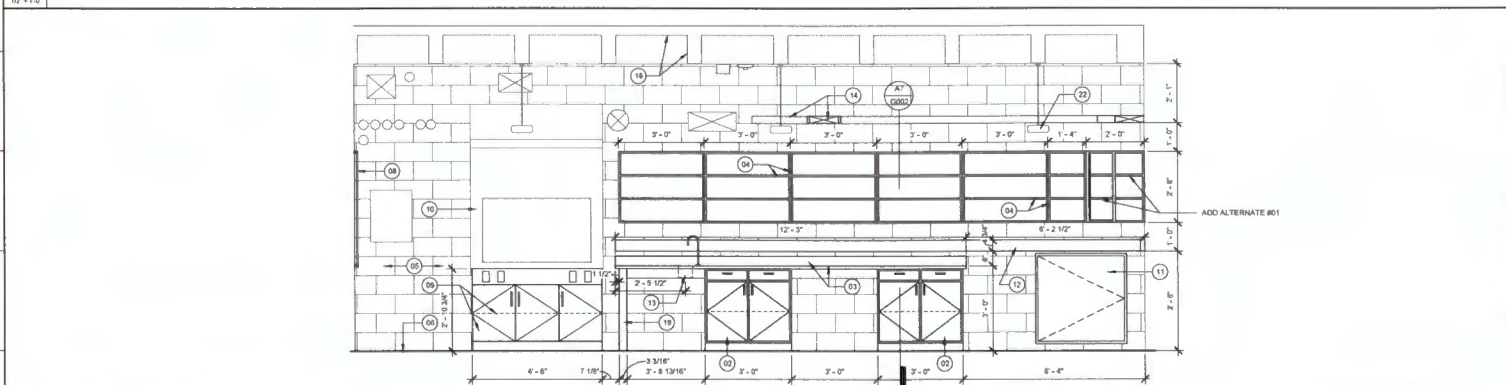 1/2" = 1'-0"
16
14
A7
G002
22
2' - 1"
3' - 0"
3' - 0"
3' - 0"
3' - 0"
3' - 0"
1' - 4"
2' - 0"
1' - 0"
08
04
2' - 8"
10
04
ADD ALTERNATE #01
12' - 3"
6' - 2 1/2"
4 3/4"
1' - 0"
05
6"
11
1 1/2"
09
2' - 5 1/2"
03
12
2' - 10 3/4"
13
3' - 0"
3' - 6"
06
19
02
02
3 3/16"
4' - 6"
7 1/8"
3' - 8 13/16"
3' - 0"
3' - 0"
3' - 0"
6' - 4"